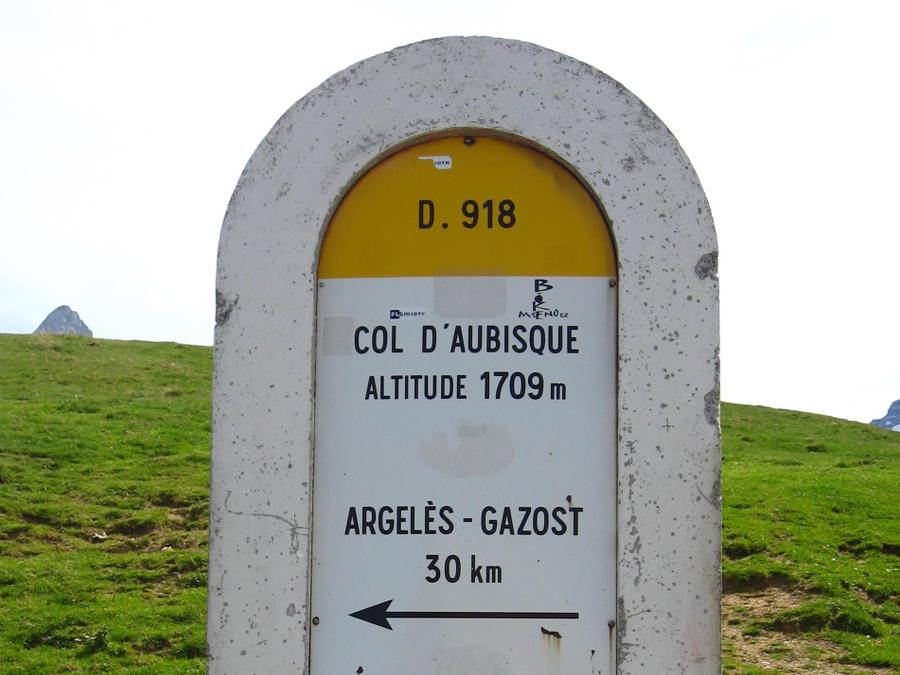 D. 918
COL D'AUBISQUE
ALTITUDE 1709 m
ARGELÈS - GAZOST
30 km